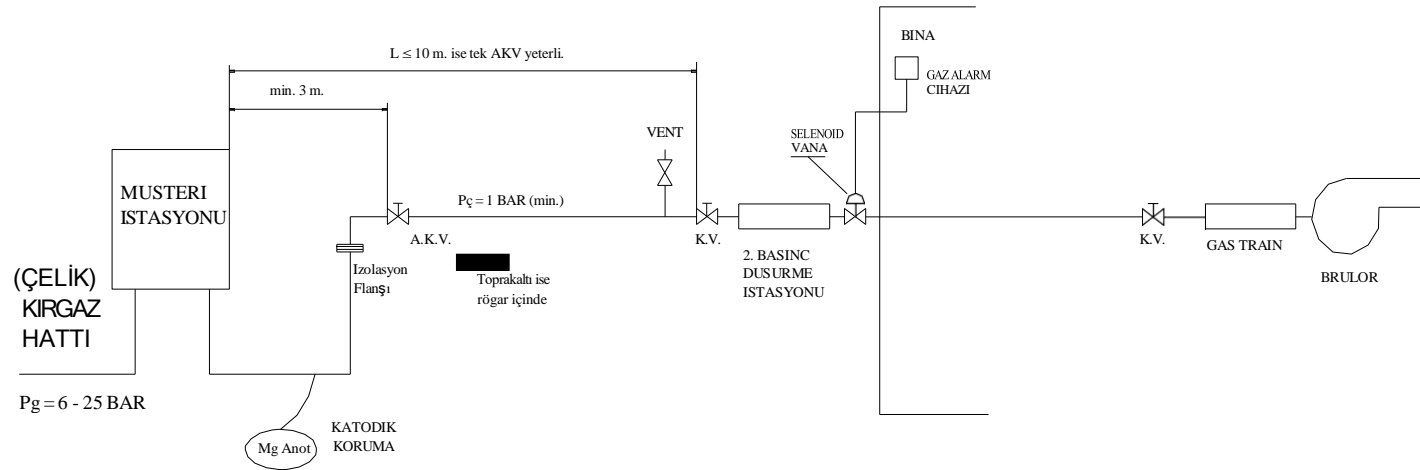 L ≤ 10 m. ise tek AKV yeterli.
min. 3 m.
BINA
GAZ ALARM
CIHAZI
VENT
SELENOID
VANA
MUSTERI
ISTASYONU
Pç = 1 BAR (min.)
A.K.V.
K.V.
K.V.
GAS TRAIN
BRULOR
2. BASINC
DUSURME
ISTASYONU
Izolasyon
Flanşı
Toprakaltı ise
rögar içinde
(ÇELİK)
KIRGAZ
HATTI
Pg = 6 - 25 BAR
Mg Anot
KATODIK
KORUMA